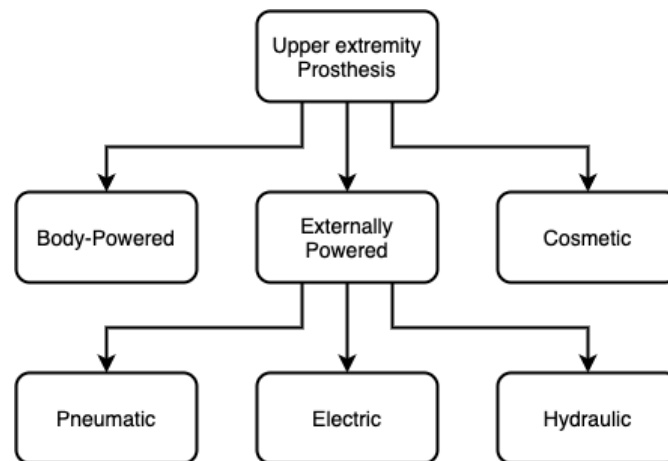 Upper extremity
Prosthesis
Body-Powered
Externally
Powered
Cosmetic
Pneumatic
Electric
Hydraulic